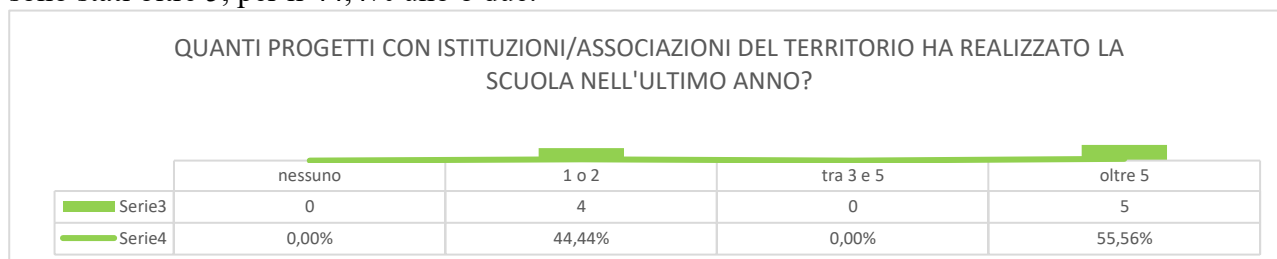 QUANTI PROGETTI CON ISTITUZIONI/ASSOCIAZIONI DEL TERRITORIO HA REALIZZATO LA
SCUOLA NELL'ULTIMO ANNO?
nessuno 1 o 2 tra 3 e 5 oltre 5
Serie3 0 4 0 5
Serie4 0,00% 44,44% 0,00% 55,56%